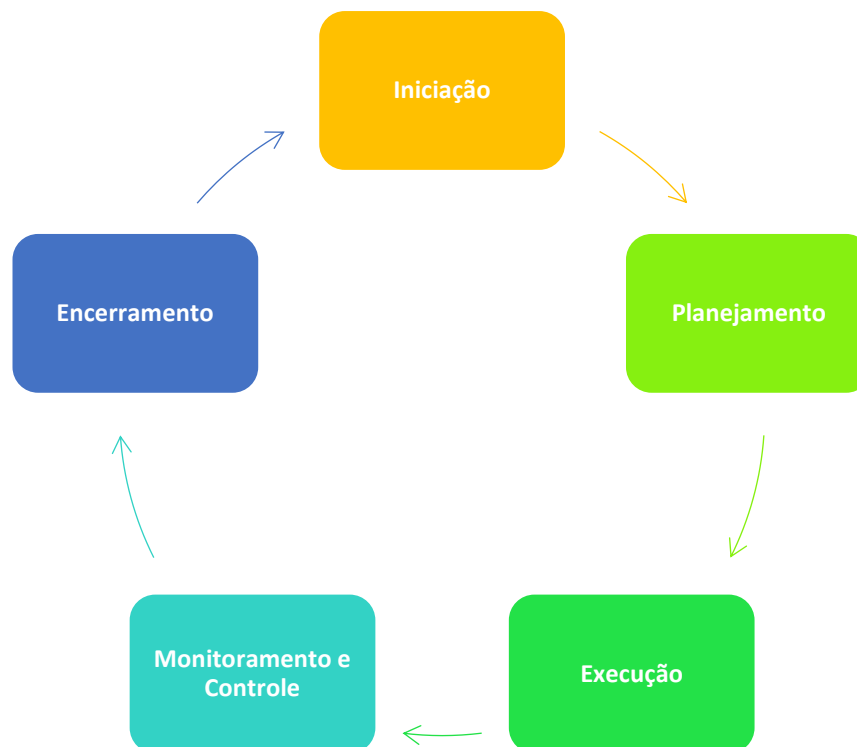 Iniciação
Planejamento
Execução
Monitoramento e
Controle
Encerramento